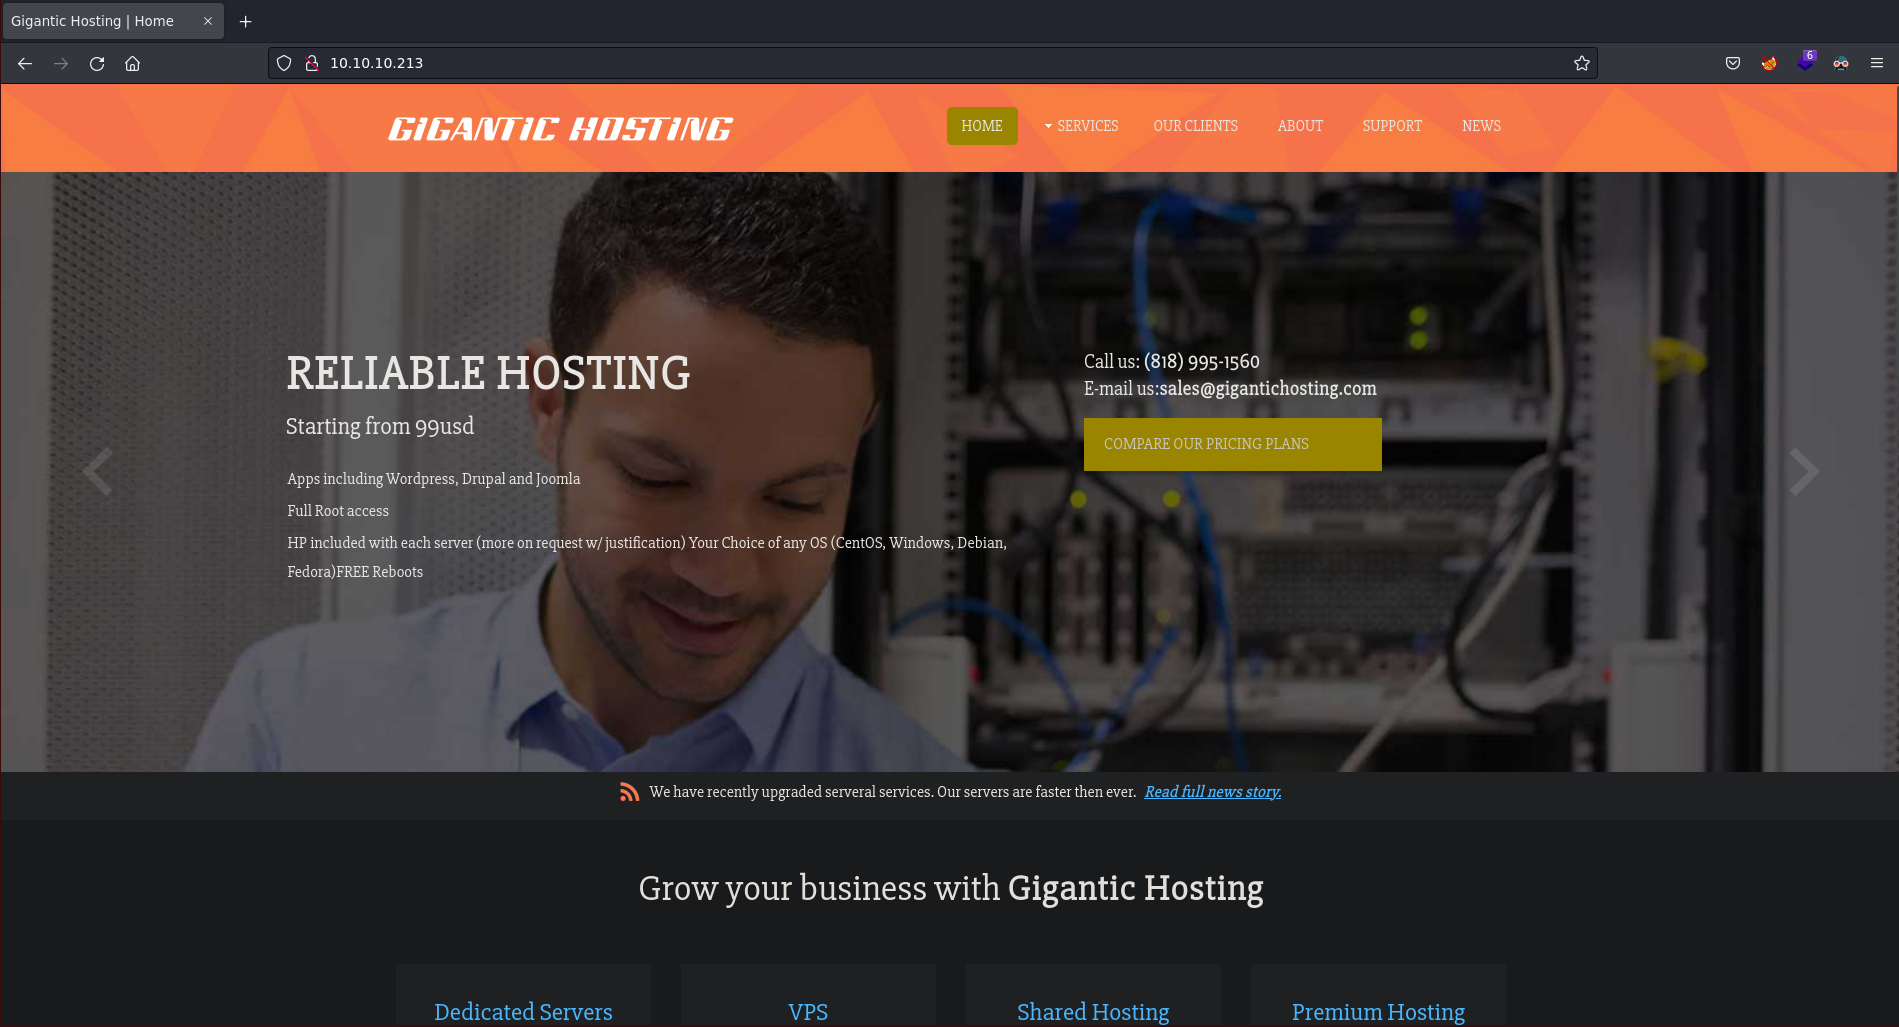 Gigantic Hosting | Home
10.10.10.213
6
GIGANTIC HOSTING
HOME
SERVICES
OUR CLIENTS
ABOUT
SUPPORT
NEWS
RELIABLE HOSTING
Starting from 99usd
Apps including Wordpress, Drupal and Joomla
Full Root access
HP included with each server (more on request w/ justification) Your Choice of any OS (CentOS, Windows, Debian,
Fedora)FREE Reboots
Call us: (818) 995-1560
E-mail us:sales@gigantichosting.com
COMPARE OUR PRICING PLANS
We have recently upgraded serveral services. Our servers are faster then ever. Read full news story.
Grow your business with Gigantic Hosting
Dedicated Servers
VPS
Shared Hosting
Premium Hosting